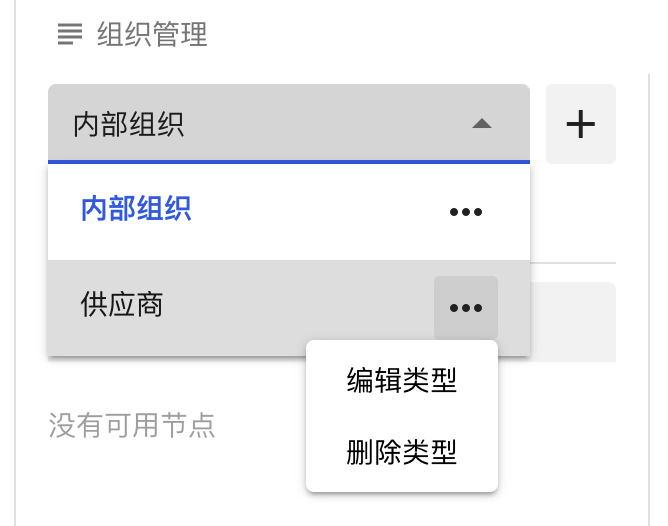 组织管理
内部组织
内部组织
供应商
编辑类型
没有可用节点
删除类型